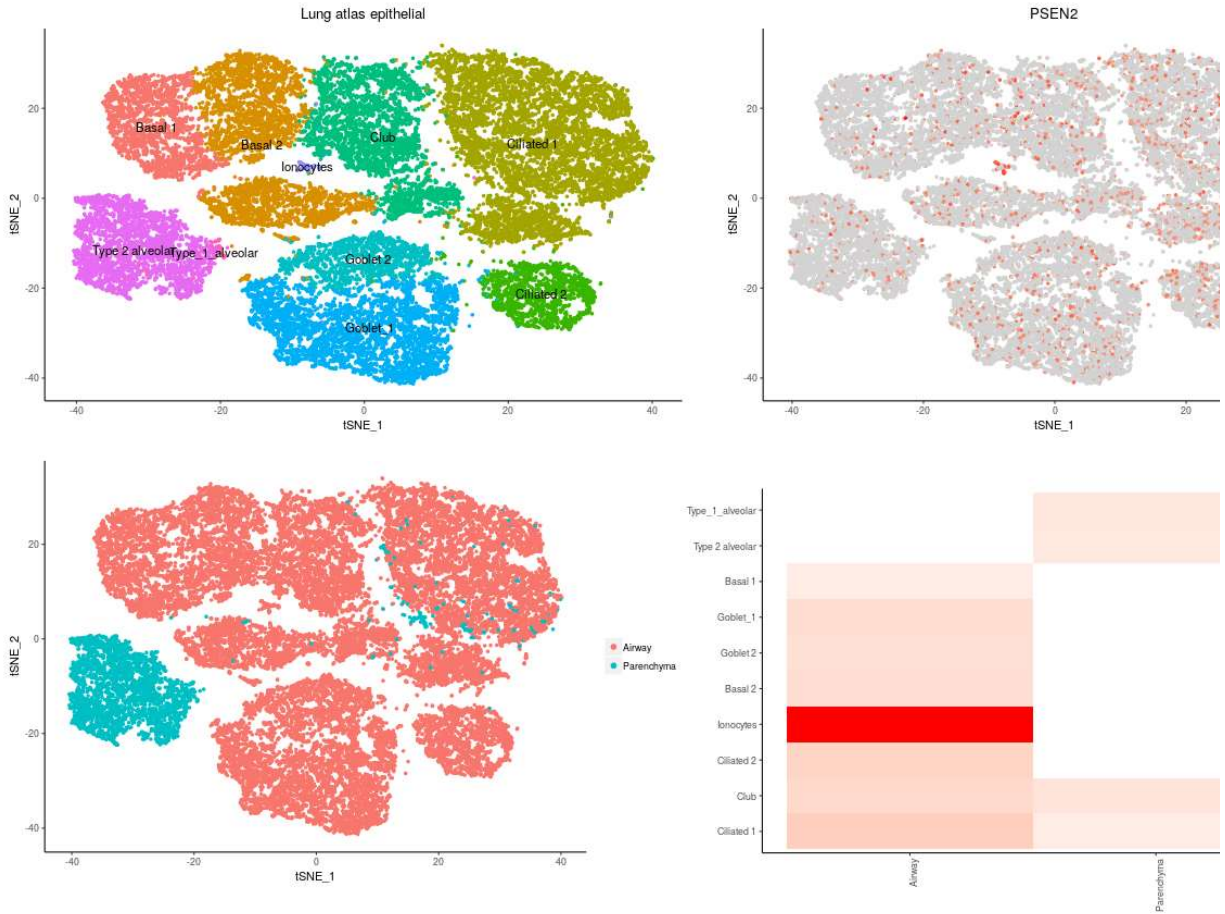 Lung atlas epithelial
tSNE_2
20
0
-20
-40
Basal 1
Basal 2
Club
Ciliated 1
Ionocytes
Type 2 alveolar
Type_1_alveolar
Goblet 2
Ciliated 2
Goblet_1
-40
-20
0
20
40
tSNE_1
PSEN2
tSNE_2
20
0
-20
-40
-40
-20
0
20
tSNE_1
tSNE_2
20
0
-20
-40
-40
-20
0
20
40
tSNE_1
Airway
Parenchyma
Type_1_alveolar
Type 2 alveolar
Basal 1
Goblet_1
Goblet 2
Basal 2
Ionocytes
Ciliated 2
Club
Ciliated 1
Airway
Parenchyma